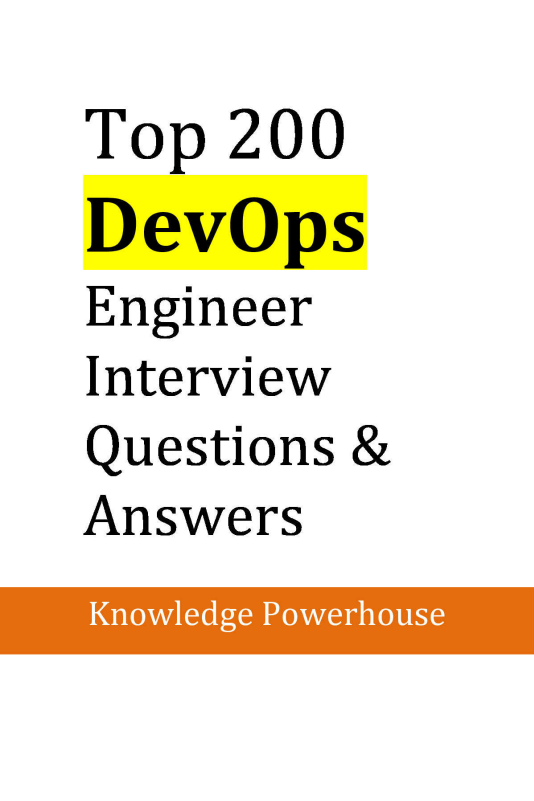 Top 200
DevOps
Engineer
Interview
Questions &
Answers
Knowledge Powerhouse